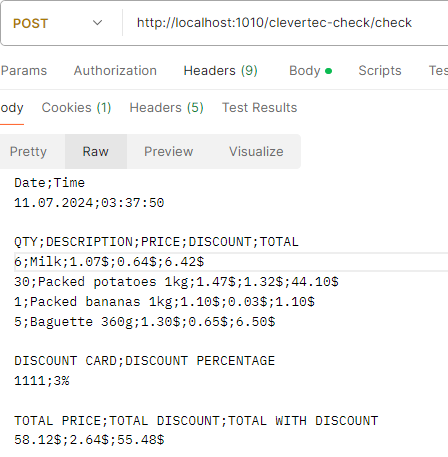 POST
http://localhost:1010/clevertec-check/check
Params Authorization Headers (9) Body Scripts Tes
ody Cookies (1) Headers (5) Test Results
Pretty Raw Preview Visualize
Date;Time
11.07.2024;03:37:50
QTY;DESCRIPTION;PRICE;DISCOUNT;TOTAL
6;Milk;1.07$;0.64$;6.42$
30;Packed potatoes 1kg;1.47$;1.32$;44.10$
1;Packed bananas 1kg;1.10$;0.03$;1.10$
5;Baguette 360g;1.30$;0.65$;6.50$
DISCOUNT CARD;DISCOUNT PERCENTAGE
1111;3%
TOTAL PRICE;TOTAL DISCOUNT;TOTAL WITH DISCOUNT
58.12$;2.64$;55.48$